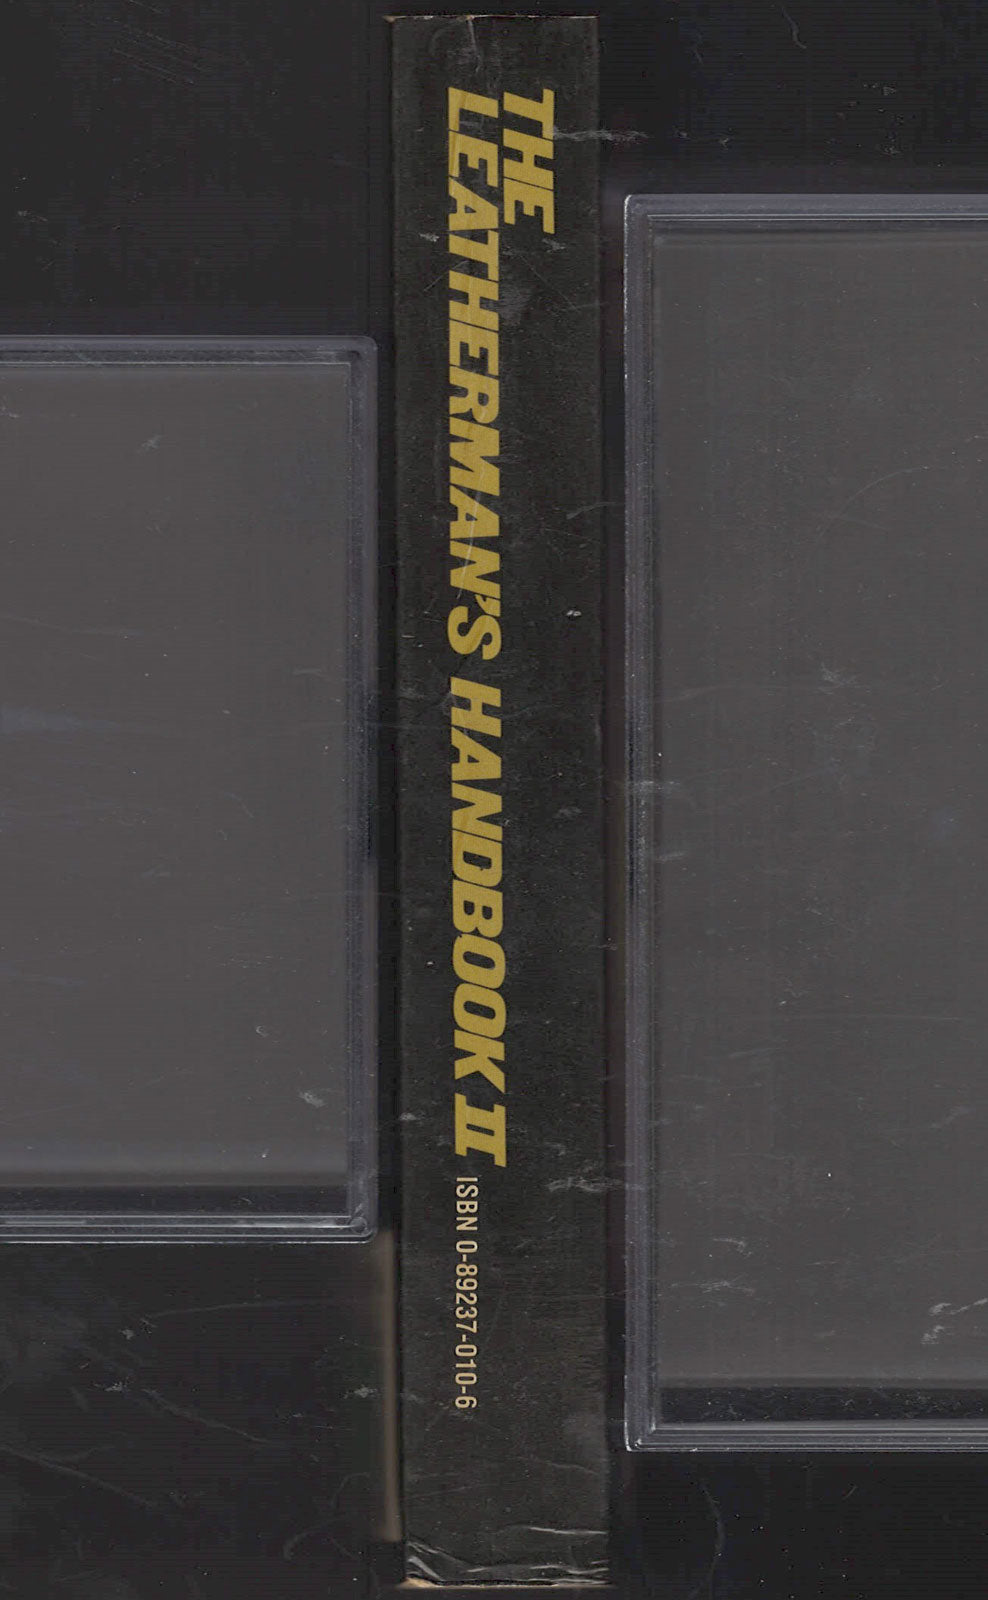 THE
LEATHERMAN'S HANDBOOK II
ISBN 0-89237-010-6